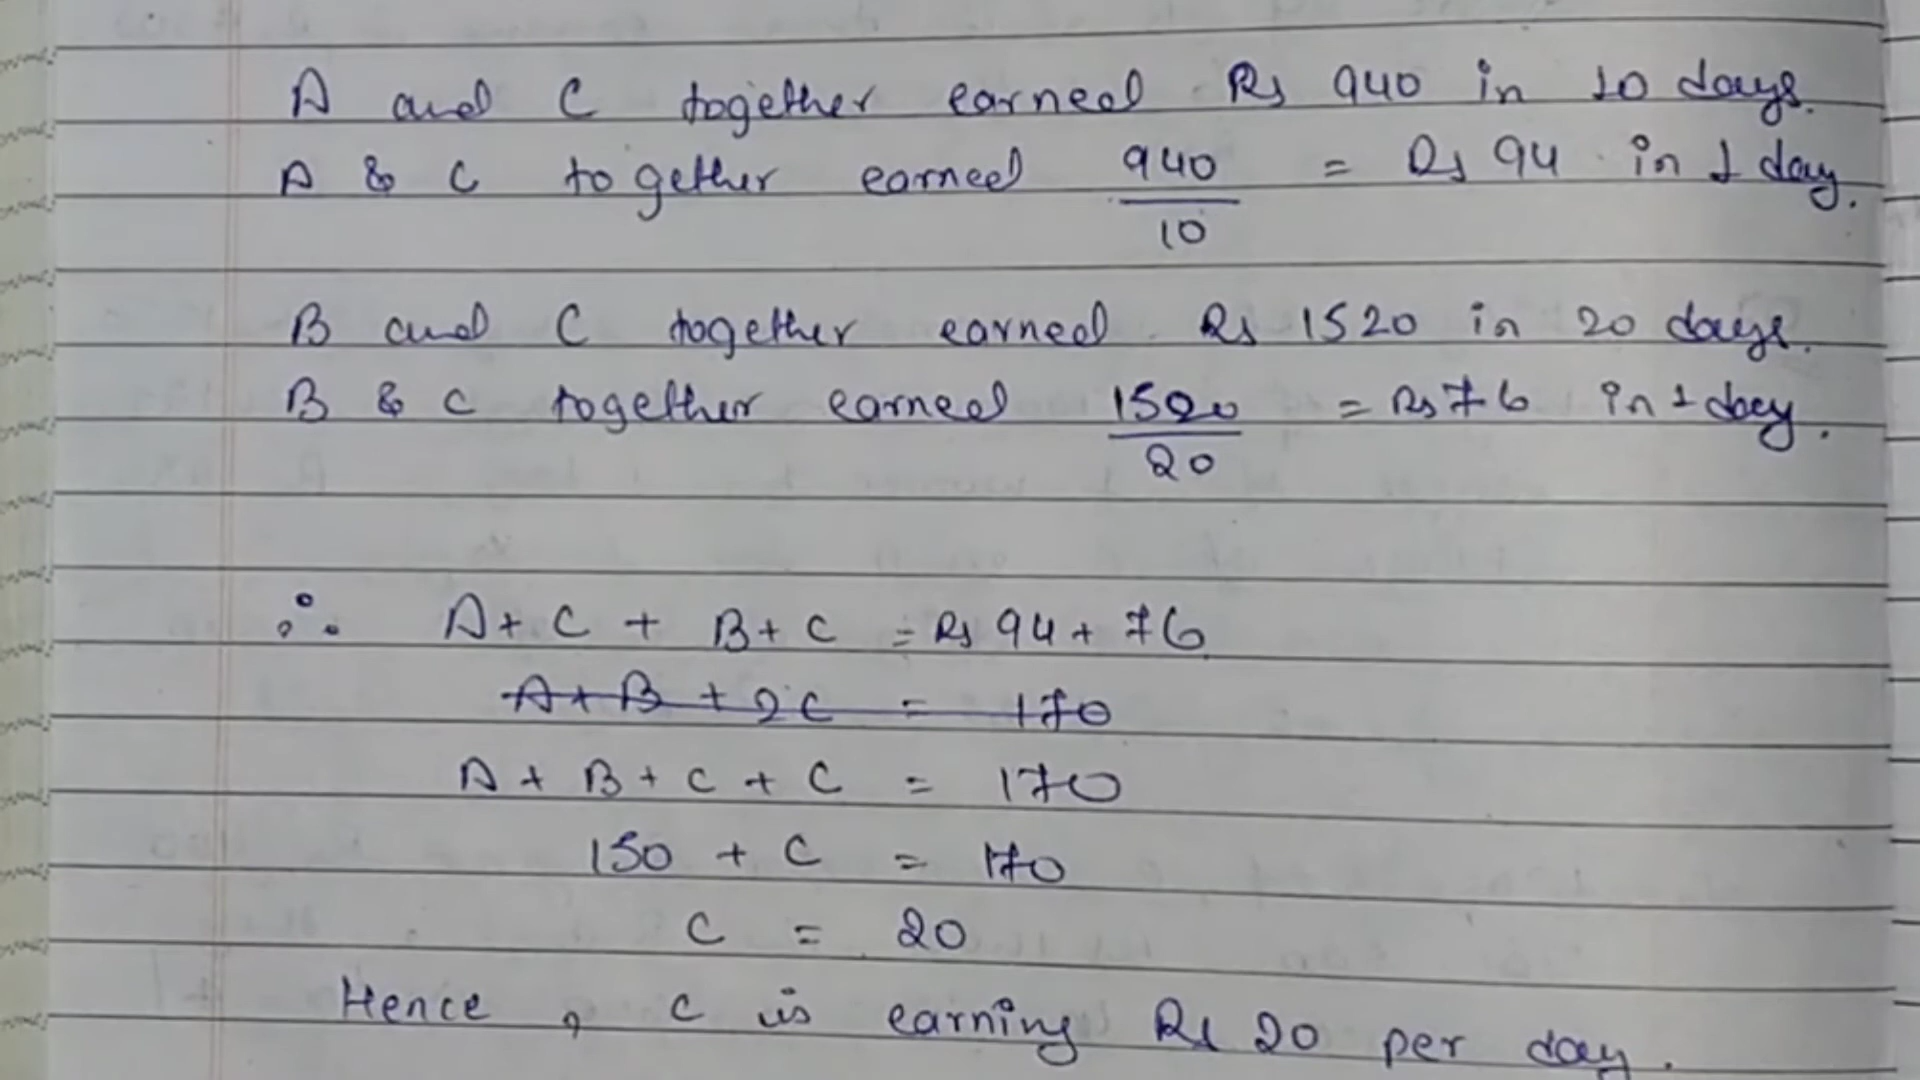 A and C together earned Rs 940 in 10 days.
A & C together earned 940/10 = Rs 94 in 1 day.
B and C together earned Rs 1520 in 20 days.
B & C together earned 1520/20 = Rs 76 in 1 day.
∴ A + C + B + C = Rs 94 + 76
A + B + 2C = 170
A + B + C + C = 170
150 + C = 170
C = 20
Hence, C is earning Rs 20 per day.